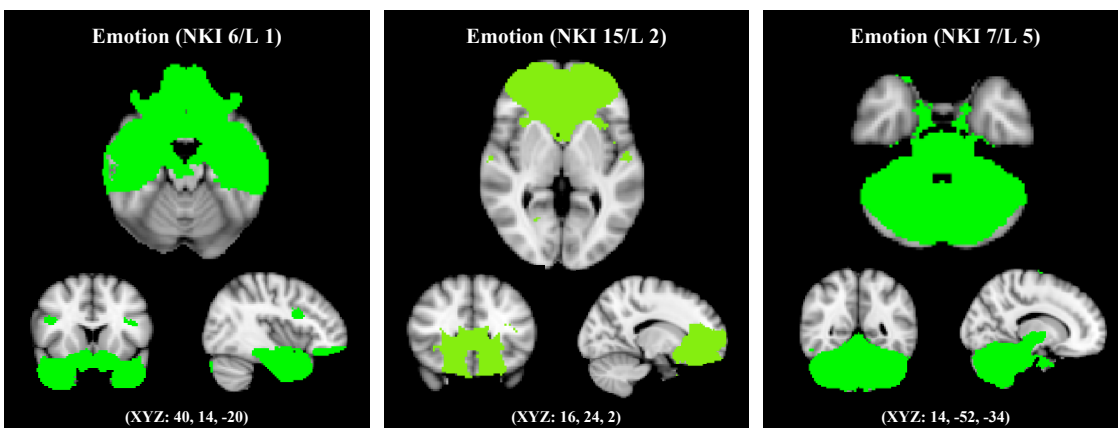 Emotion (NKI 6/L 1)
(XYZ: 40, 14, -20)
Emotion (NKI 15/L 2)
(XYZ: 16, 24, 2)
Emotion (NKI 7/L 5)
(XYZ: 14, -52, -34)